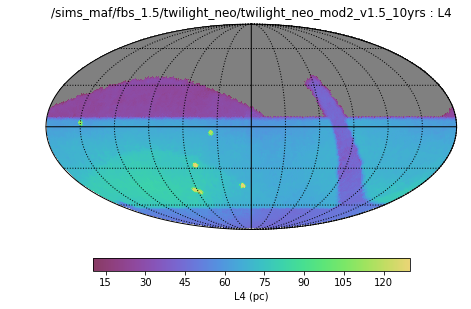 /sims_maf/fbs_1.5/twilight_neo/twilight_neo_mod2_v1.5_10yrs : L4
15 30 45 60 75 90 105 120
L4 (pc)